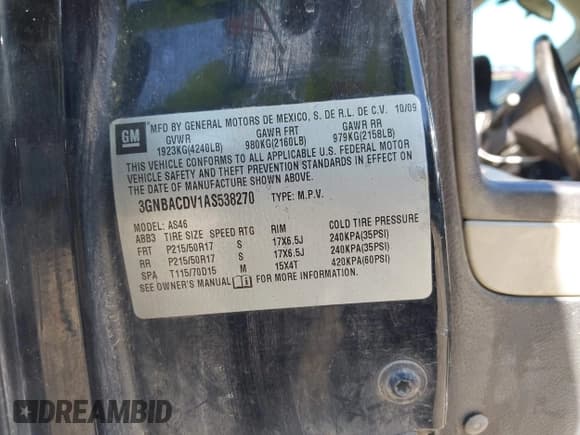 GM
MFD BY GENERAL MOTORS DE MEXICO, S. DE R.L. DE C.V. 10/09
GVWR GAWR FRT GAWR RR
1923KG(4240LB) 980KG(2160LB) 979KG(2158LB)
THIS VEHICLE CONFORMS TO ALL APPLICABLE U.S. FEDERAL MOTOR
VEHICLE SAFETY AND THEFT PREVENTION STANDARDS IN EFFECT ON
THE DATE OF MANUFACTURE SHOWN ABOVE.
3GNBACDV1AS538270 TYPE: M.P.V.
MODEL: AS46
ABB3 TIRE SIZE SPEED RTG RIM COLD TIRE PRESSURE
FRT P215/50R17 S 17X6.5J 240KPA(35PSI)
RR P215/50R17 S 17X6.5J 240KPA(35PSI)
SPA T115/70D15 M 15X4T 420KPA(60PSI)
SEE OWNER'S MANUAL FOR MORE INFORMATION.
DREAMBID